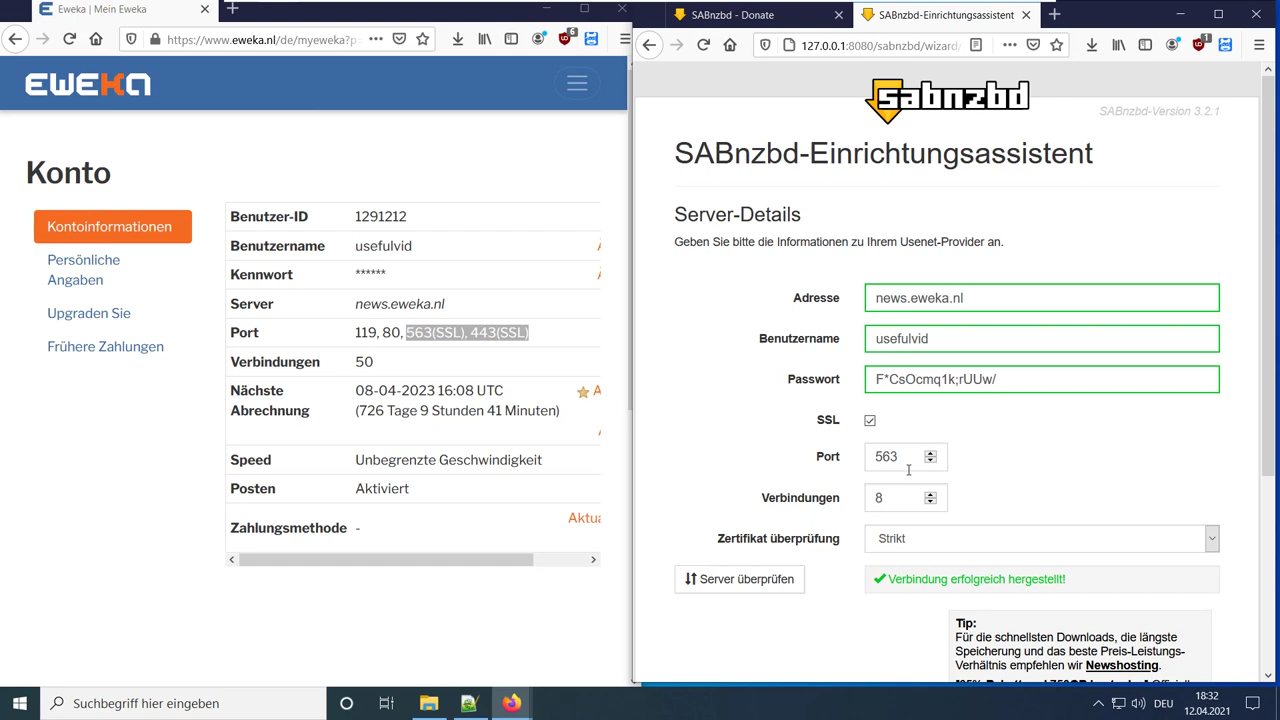 Eweka | Mein Eweka
https://www.eweka.nl/de/myeweka?p
6
EWEKA
Konto
Kontoinformationen
Persönliche
Angaben
Upgraden Sie
Frühere Zahlungen
Benutzer-ID 1291212
Benutzername usefulvid
Kennwort ******
Server news.eweka.nl
Port 119, 80, 563(SSL), 443(SSL)
Verbindungen 50
Nächste 08-04-2023 16:08 UTC
Abrechnung (726 Tage 9 Stunden 41 Minuten)
Speed Unbegrenzte Geschwindigkeit
Posten Aktiviert
Zahlungsmethode - Aktua
SABnzbd - Donate
SABnzbd-Einrichtungsassistent
127.0.0.1:8080/sabnzbd/wizard/
1
sabnzbd
SABnzbd-Version 3.2.1
SABnzbd-Einrichtungsassistent
Server-Details
Geben Sie bitte die Informationen zu Ihrem Usenet-Provider an.
Adresse news.eweka.nl
Benutzername usefulvid
Passwort F*CsOcmq1k;rUUw/
SSL
Port 563
Verbindungen 8
Zertifikat überprüfung Strikt
Server überprüfen Verbindung erfolgreich hergestellt!
Tip:
Für die schnellsten Downloads, die längste
Speicherung und das beste Preis-Leistungs-
Verhältnis empfehlen wir Newshosting.
Suchbegriff hier eingeben
DEU
18:32
12.04.2021